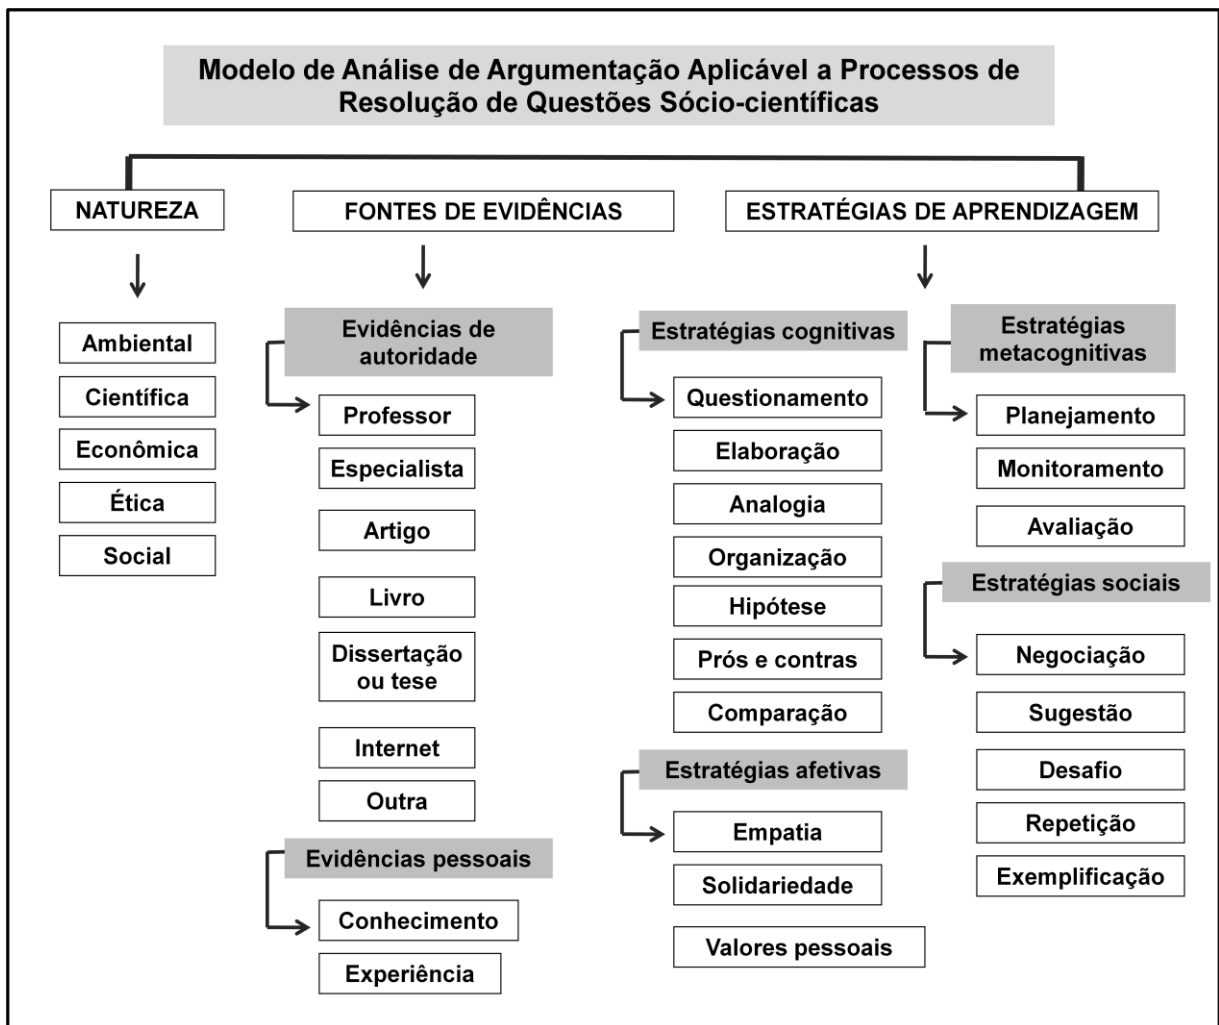 Modelo de Análise de Argumentação Aplicável a Processos de
Resolução de Questões Sócio-científicas
NATUREZA
FONTES DE EVIDÊNCIAS
ESTRATÉGIAS DE APRENDIZAGEM
Ambiental
Científica
Econômica
Ética
Social
Evidências de
autoridade
Professor
Especialista
Artigo
Livro
Dissertação
ou tese
Internet
Outra
Evidências pessoais
Conhecimento
Experiência
Estratégias cognitivas
Questionamento
Elaboração
Analogia
Organização
Hipótese
Prós e contras
Comparação
Estratégias afetivas
Empatia
Solidariedade
Valores pessoais
Estratégias
metacognitivas
Planejamento
Monitoramento
Avaliação
Estratégias sociais
Negociação
Sugestão
Desafio
Repetição
Exemplificação